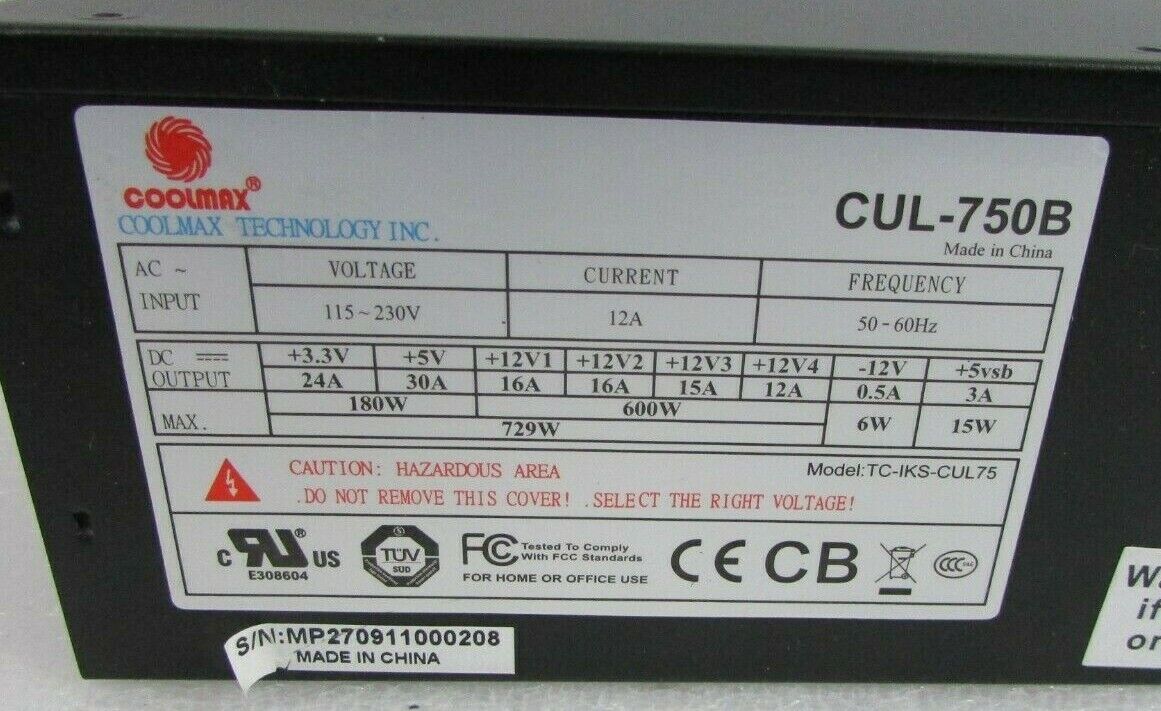 COOLMAX®
COOLMAX TECHNOLOGY INC.
CUL-750B
Made in China
AC ~ INPUT VOLTAGE CURRENT FREQUENCY
115~230V 12A 50-60Hz
DC OUTPUT +3.3V +5V +12V1 +12V2 +12V3 +12V4 -12V +5vsb
24A 30A 16A 16A 15A 12A 0.5A 3A
MAX. 180W 600W 6W 15W
729W
CAUTION: HAZARDOUS AREA
Model:TC-IKS-CUL75
.DO NOT REMOVE THIS COVER! .SELECT THE RIGHT VOLTAGE!
c RU® US
E308604
TÜV
SUD
FC Tested To Comply
With FCC Standards
FOR HOME OR OFFICE USE
CE CB
CCC
S/N:MP270911000208
MADE IN CHINA
if
or